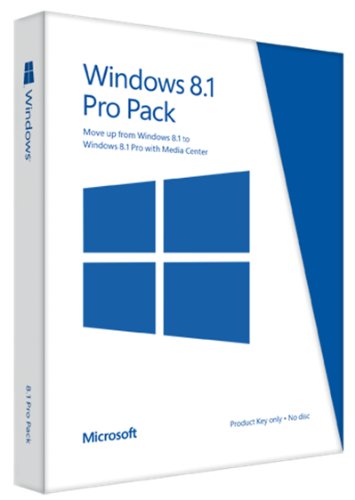 Windows
8.1 Pro Pack
Windows 8.1
Pro Pack
Move up from Windows 8.1 to
Windows 8.1 Pro with Media Center
Product Key only • No disc
Microsoft